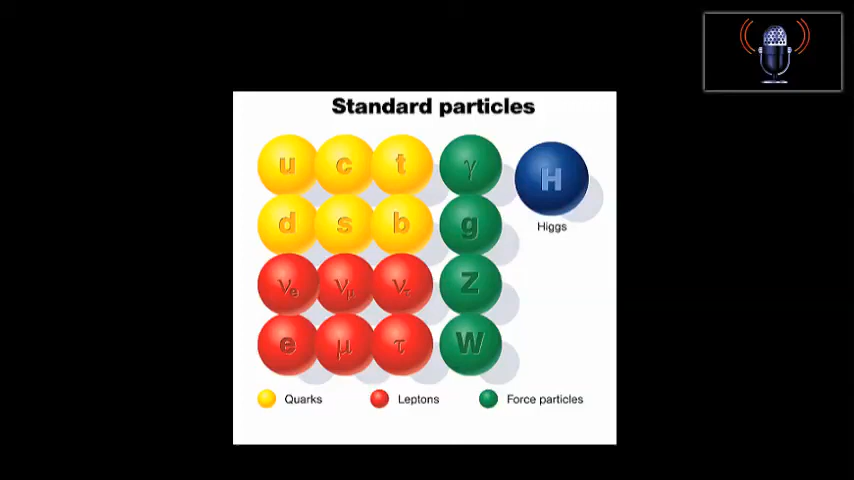 Standard particles
u c t γ H
d s b g Higgs
νe νμ ντ Z
e μ τ W
Quarks Leptons Force particles